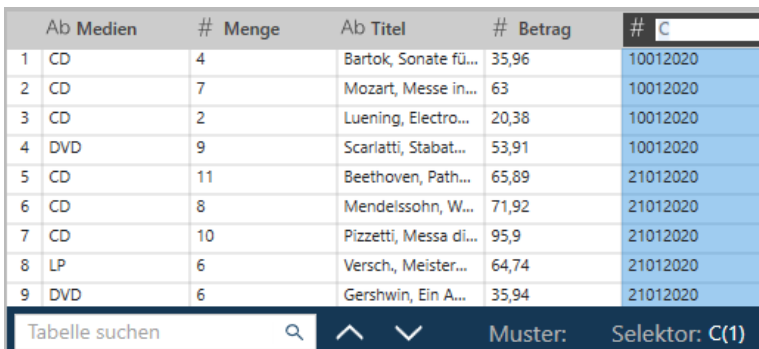 Ab Medien # Menge Ab Titel # Betrag # C
1 CD 4 Bartok, Sonate fü... 35,96 10012020
2 CD 7 Mozart, Messe in... 63 10012020
3 CD 2 Luening, Electro... 20,38 10012020
4 DVD 9 Scarlatti, Stabat... 53,91 10012020
5 CD 11 Beethoven, Path... 65,89 21012020
6 CD 8 Mendelssohn, W... 71,92 21012020
7 CD 10 Pizzetti, Messa di... 95,9 21012020
8 LP 6 Versch., Meister... 64,74 21012020
9 DVD 6 Gershwin, Ein A... 35,94 21012020
Tabelle suchen Muster: Selektor: C(1)